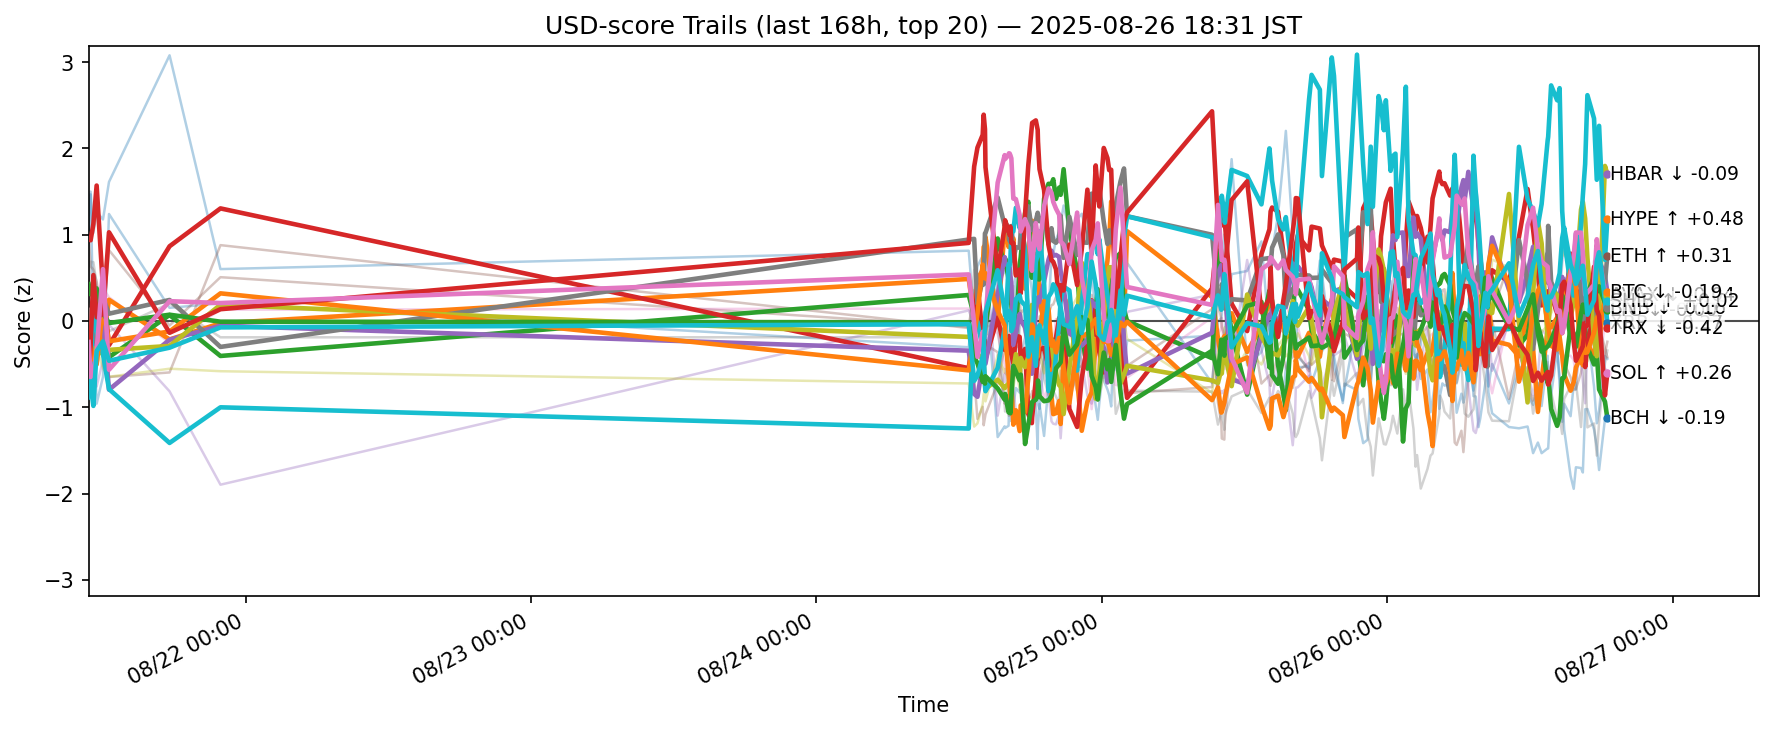 USD-score Trails (last 168h, top 20) — 2025-08-26 18:31 JST
Score (z)
3
2
1
0
−1
−2
−3
HBAR ↓ -0.09
HYPE ↑ +0.48
ETH ↑ +0.31
BTC ↓ -0.19
TRX ↓ -0.42
SOL ↑ +0.26
BCH ↓ -0.19
08/22 00:00
08/23 00:00
08/24 00:00
08/25 00:00
08/26 00:00
08/27 00:00
Time